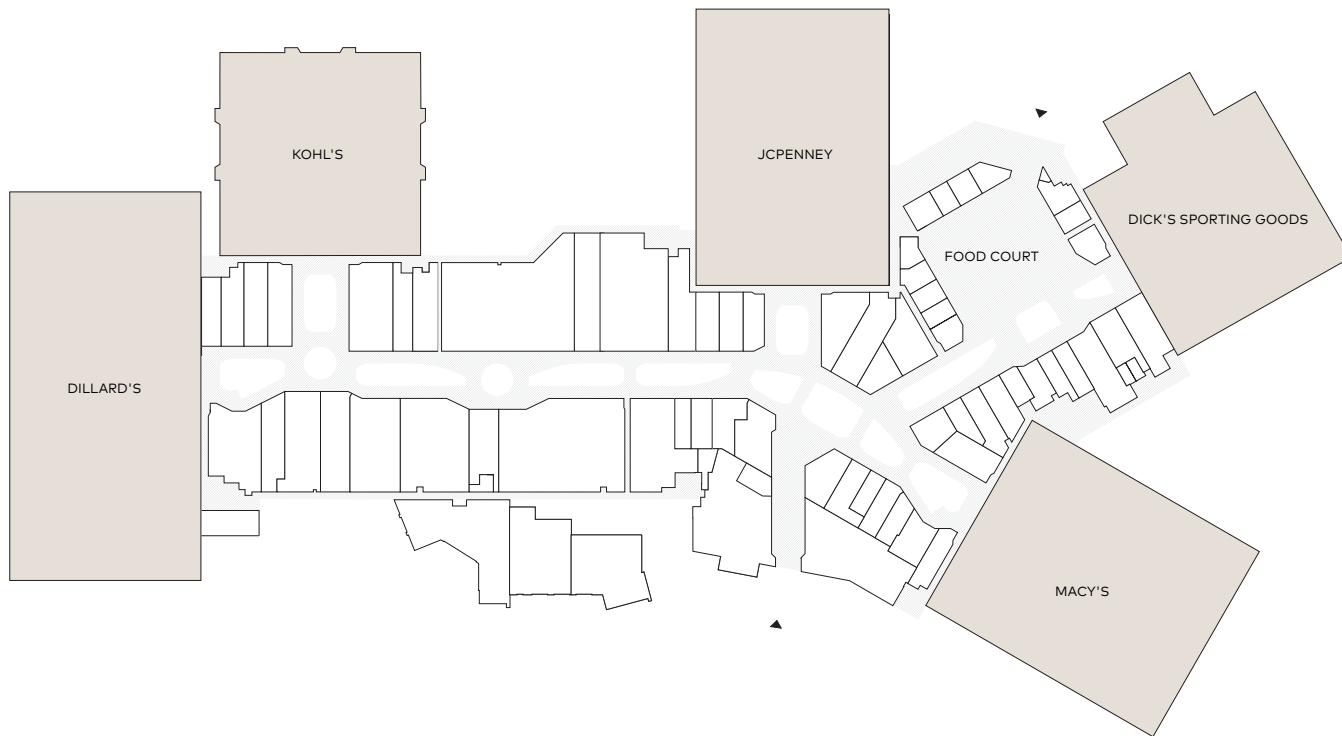 KOHL'S
JCPENNEY
DICK'S SPORTING GOODS
FOOD COURT
DILLARD'S
MACY'S